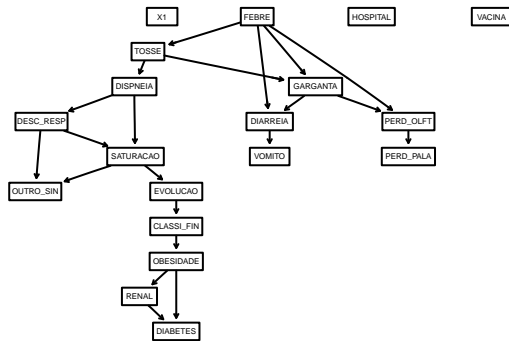 X1 FEBRE HOSPITAL VACINA
TOSSE
DISPNEIA GARGANTA
DESC_RESP DIARREIA PERD_OLFT
SATURACAO VOMITO PERD_PALA
OUTRO_SIN EVOLUCAO
CLASSI_FIN
OBESIDADE
RENAL
DIABETES